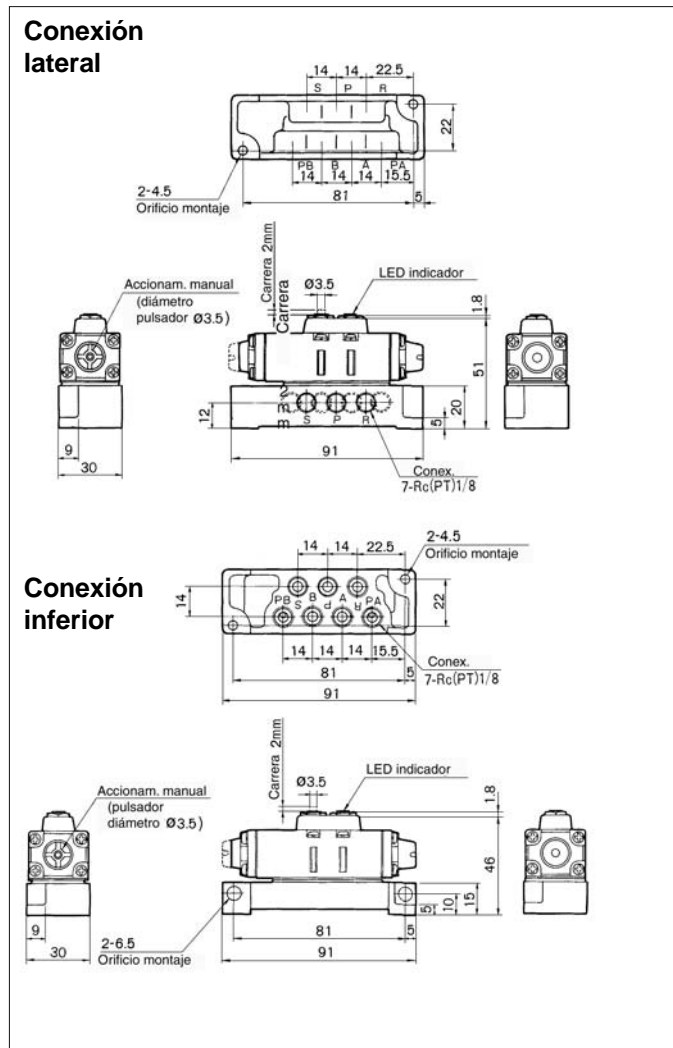 Conexión
lateral
14 14 22.5
S P R
22
PB B A PA
14 14 14 15.5
2-4.5
Orificio montaje
81 5
Accionam. manual
(diámetro
pulsador Ø3.5)
Carrera 2mm
Carrera
2
m
m
Ø3.5
LED indicador
1.8
51
20
5
12
S P R
9
30
91
Conex.
7-Rc(PT)1/8
Conexión
inferior
2-4.5
Orificio montaje
14 14 22.5
14
22
PB B A PA
S P R
14 14 14 15.5
81 5
91
Conex.
7-Rc(PT)1/8
Accionam. manual
(pulsador
diámetro Ø3.5)
Carrera 2mm
Ø3.5
LED indicador
1.8
46
15
10
5
9
30
2-6.5
Orificio montaje
81 5
91